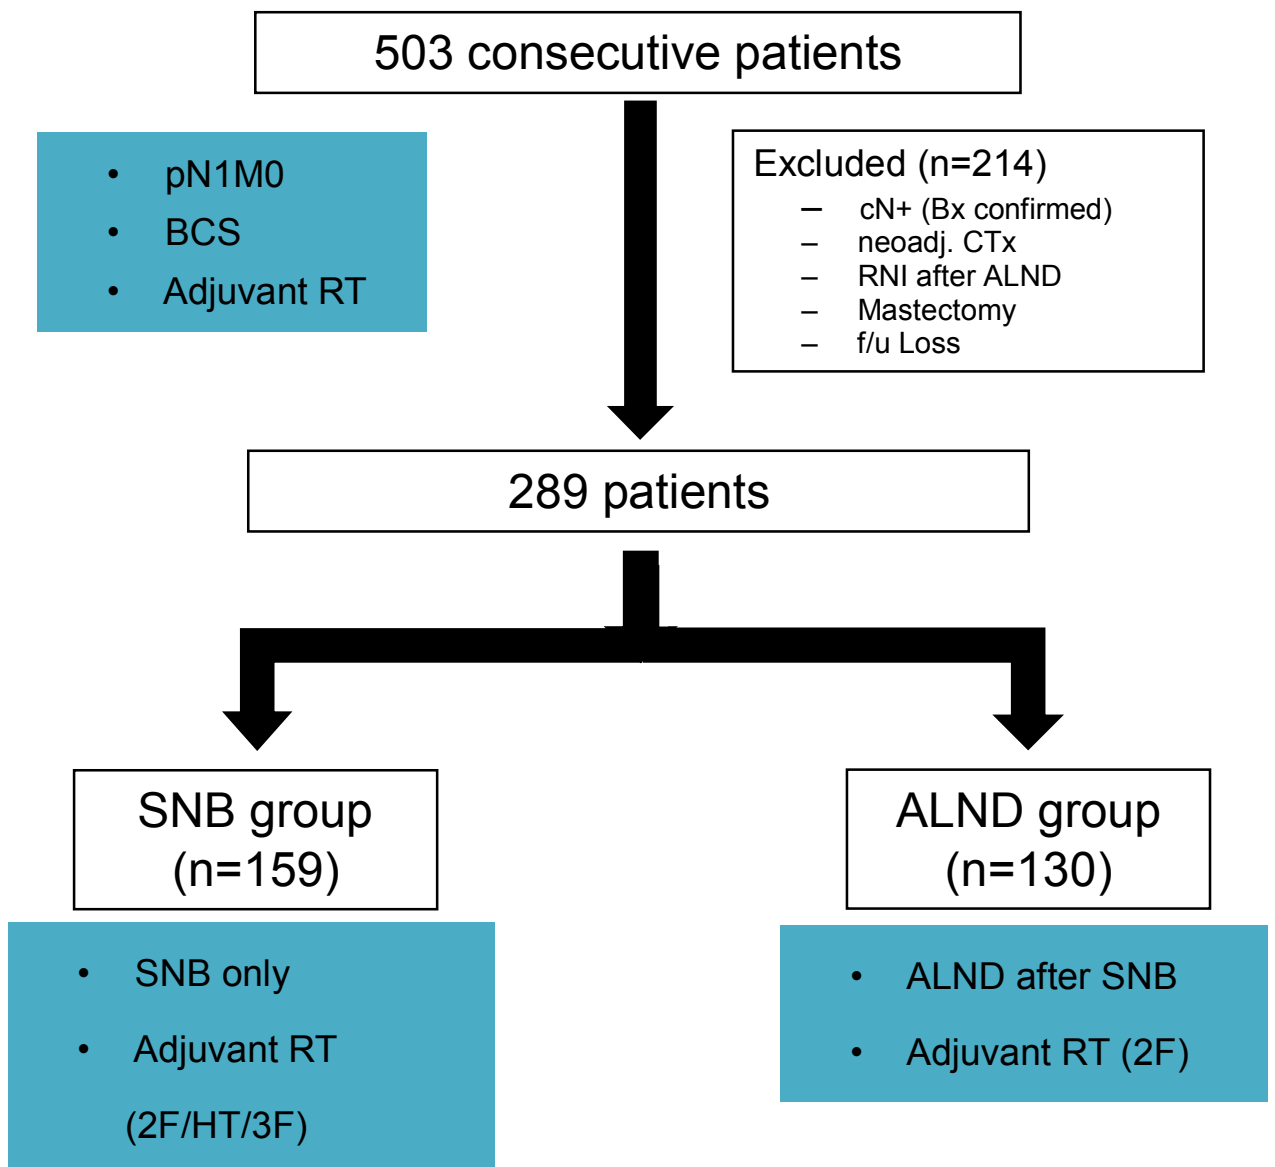 503 consecutive patients
• pN1M0
• BCS
• Adjuvant RT
Excluded (n=214)
– cN+ (Bx confirmed)
– neoadj. CTx
– RNI after ALND
– Mastectomy
– f/u Loss
289 patients
SNB group
(n=159)
• SNB only
• Adjuvant RT
(2F/HT/3F)
ALND group
(n=130)
• ALND after SNB
• Adjuvant RT (2F)